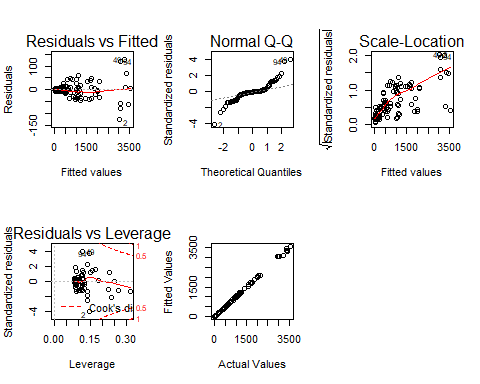 Residuals vs Fitted
Residuals
-150
0
100
0
1500
3500
2
Fitted values
Normal Q-Q
Standardized residuals
-4
0
2
4
-2
0
2
2
Theoretical Quantiles
Scale-Location
Standardized residuals
0.0
1.0
2.0
0
1500
3500
Fitted values
Residuals vs Leverage
Standardized residuals
-4
0
4
0.00
0.15
0.30
1
0.5
0.5
1
2
Cook's di
Leverage
Fitted Values
0
1500
3500
0
1500
3500
Actual Values